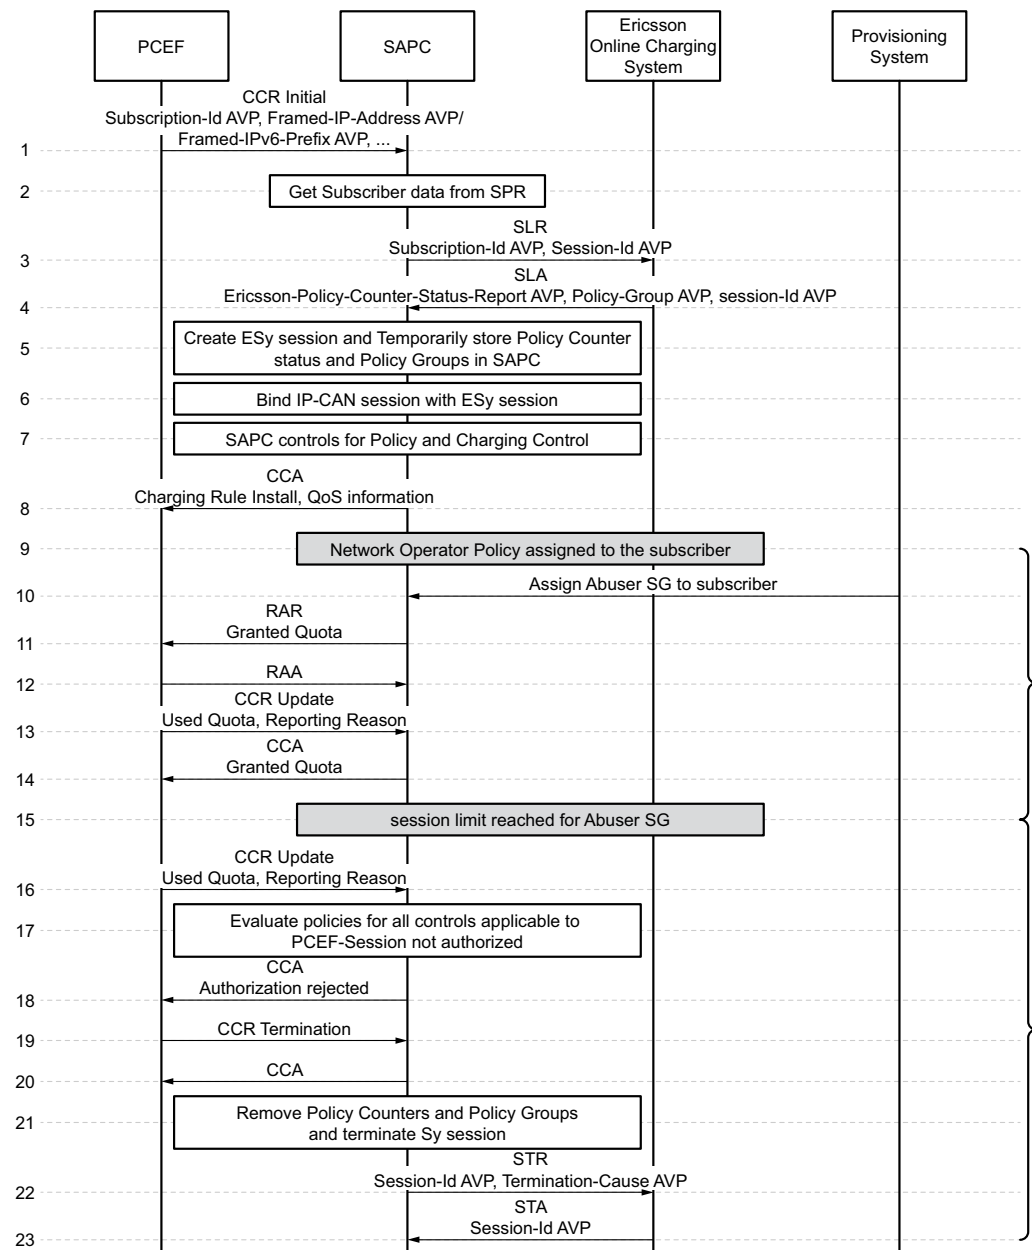 PCEF
SAPC
Ericsson
Online Charging
System
Provisioning
System
CCR Initial
Subscription-Id AVP, Framed-IP-Address AVP/
Framed-IPv6-Prefix AVP, ...
1
2
Get Subscriber data from SPR
SLR
Subscription-Id AVP, Session-Id AVP
3
SLA
Ericsson-Policy-Counter-Status-Report AVP, Policy-Group AVP, session-Id AVP
4
Create ESy session and Temporarily store Policy Counter
status and Policy Groups in SAPC
5
6
Bind IP-CAN session with ESy session
7
SAPC controls for Policy and Charging Control
CCA
Charging Rule Install, QoS information
8
9
Network Operator Policy assigned to the subscriber
Assign Abuser SG to subscriber
10
RAR
Granted Quota
11
RAA
12
CCR Update
Used Quota, Reporting Reason
13
CCA
Granted Quota
14
15
session limit reached for Abuser SG
CCR Update
Used Quota, Reporting Reason
16
Evaluate policies for all controls applicable to
PCEF-Session not authorized
17
CCA
Authorization rejected
18
CCR Termination
19
CCA
20
Remove Policy Counters and Policy Groups
and terminate Sy session
21
STR
Session-Id AVP, Termination-Cause AVP
22
STA
Session-Id AVP
23